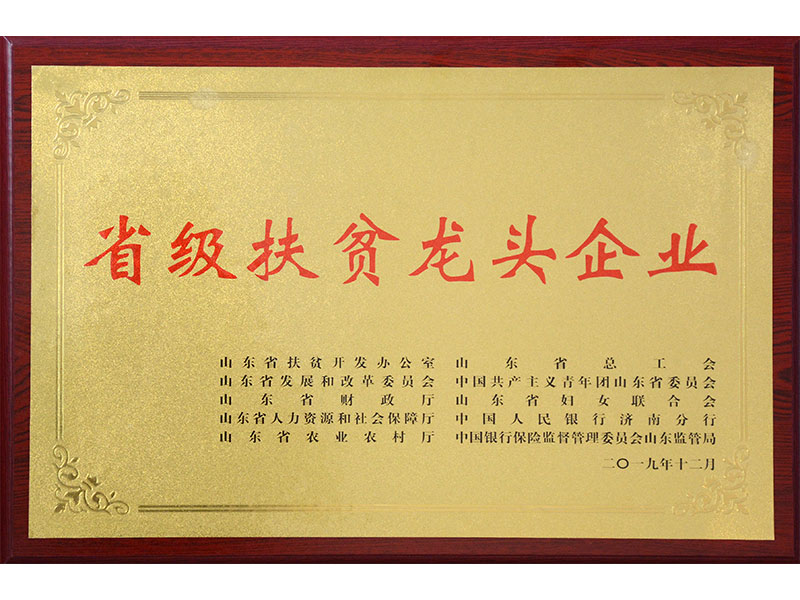 省级扶贫龙头企业
山东省扶贫开发办公室 山东省总工会
山东省发展和改革委员会 中国共产主义青年团山东省委员会
山东省财政厅 山东省妇女联合会
山东省人力资源和社会保障厅 中国人民银行济南分行
山东省农业农村厅 中国银行保险监督管理委员会山东监管局
二〇一九年十二月